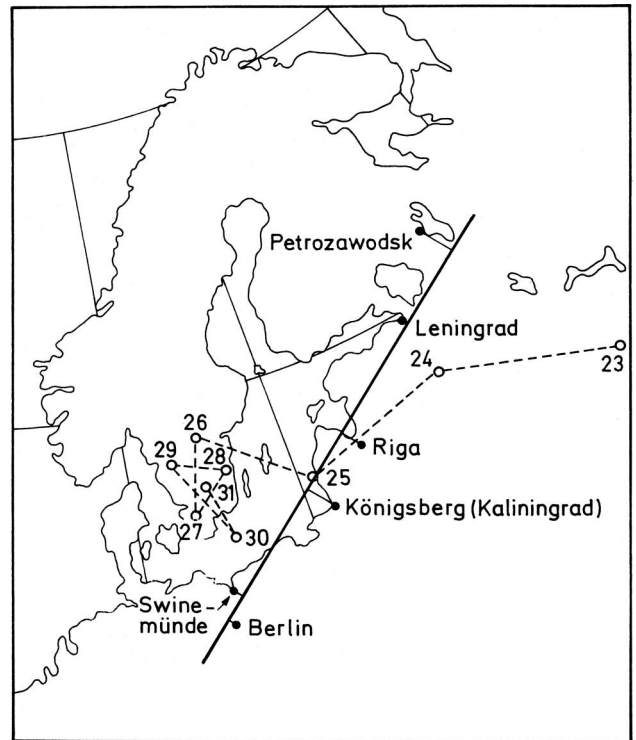 Petrozawodsk
Leningrad
24
23
26
29
28
Riga
31
25
Königsberg (Kaliningrad)
27
30
Swine-
münde
Berlin